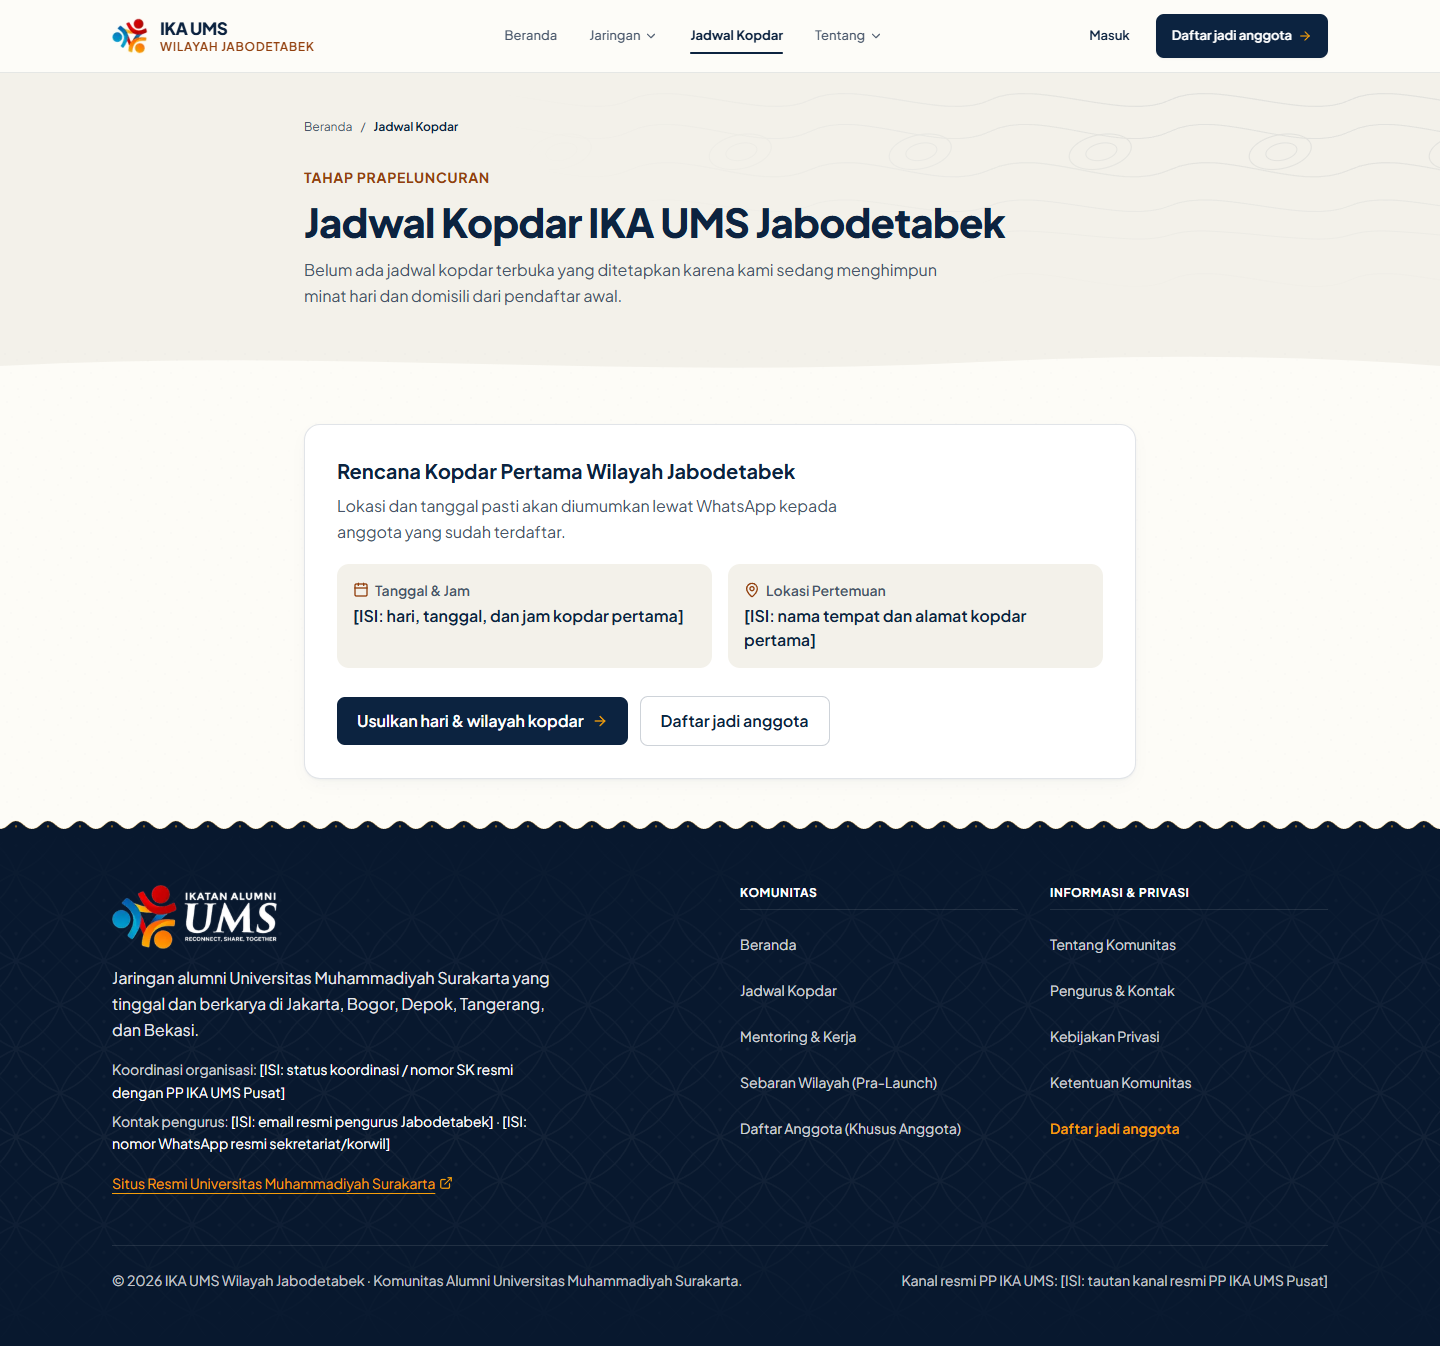 IKA UMS
WILAYAH JABODETABEK
Beranda
Jaringan
Jadwal Kopdar
Tentang
Masuk
Daftar jadi anggota
Beranda / Jadwal Kopdar
TAHAP PRAPELUNCURAN
Jadwal Kopdar IKA UMS Jabodetabek
Belum ada jadwal kopdar terbuka yang ditetapkan karena kami sedang menghimpun
minat hari dan domisili dari pendaftar awal.
Rencana Kopdar Pertama Wilayah Jabodetabek
Lokasi dan tanggal pasti akan diumumkan lewat WhatsApp kepada
anggota yang sudah terdaftar.
Tanggal & Jam
[ISI: hari, tanggal, dan jam kopdar pertama]
Lokasi Pertemuan
[ISI: nama tempat dan alamat kopdar
pertama]
Usulkan hari & wilayah kopdar
Daftar jadi anggota
IKATAN ALUMNI
UMS
RECONNECT, SHARE, TOGETHER
Jaringan alumni Universitas Muhammadiyah Surakarta yang
tinggal dan berkarya di Jakarta, Bogor, Depok, Tangerang,
dan Bekasi.
Koordinasi organisasi: [ISI: status koordinasi / nomor SK resmi
dengan PP IKA UMS Pusat]
Kontak pengurus: [ISI: email resmi pengurus Jabodetabek] · [ISI:
nomor WhatsApp resmi sekretariat/korwil]
Situs Resmi Universitas Muhammadiyah Surakarta
KOMUNITAS
Beranda
Jadwal Kopdar
Mentoring & Kerja
Sebaran Wilayah (Pra-Launch)
Daftar Anggota (Khusus Anggota)
INFORMASI & PRIVASI
Tentang Komunitas
Pengurus & Kontak
Kebijakan Privasi
Ketentuan Komunitas
Daftar jadi anggota
© 2026 IKA UMS Wilayah Jabodetabek · Komunitas Alumni Universitas Muhammadiyah Surakarta.
Kanal resmi PP IKA UMS: [ISI: tautan kanal resmi PP IKA UMS Pusat]